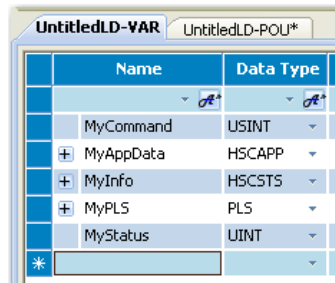 UntitledLD-VAR UntitledLD-POU*
Name Data Type
MyCommand USINT
MyAppData HSCAPP
MyInfo HSCSTS
MyPLS PLS
MyStatus UINT
*